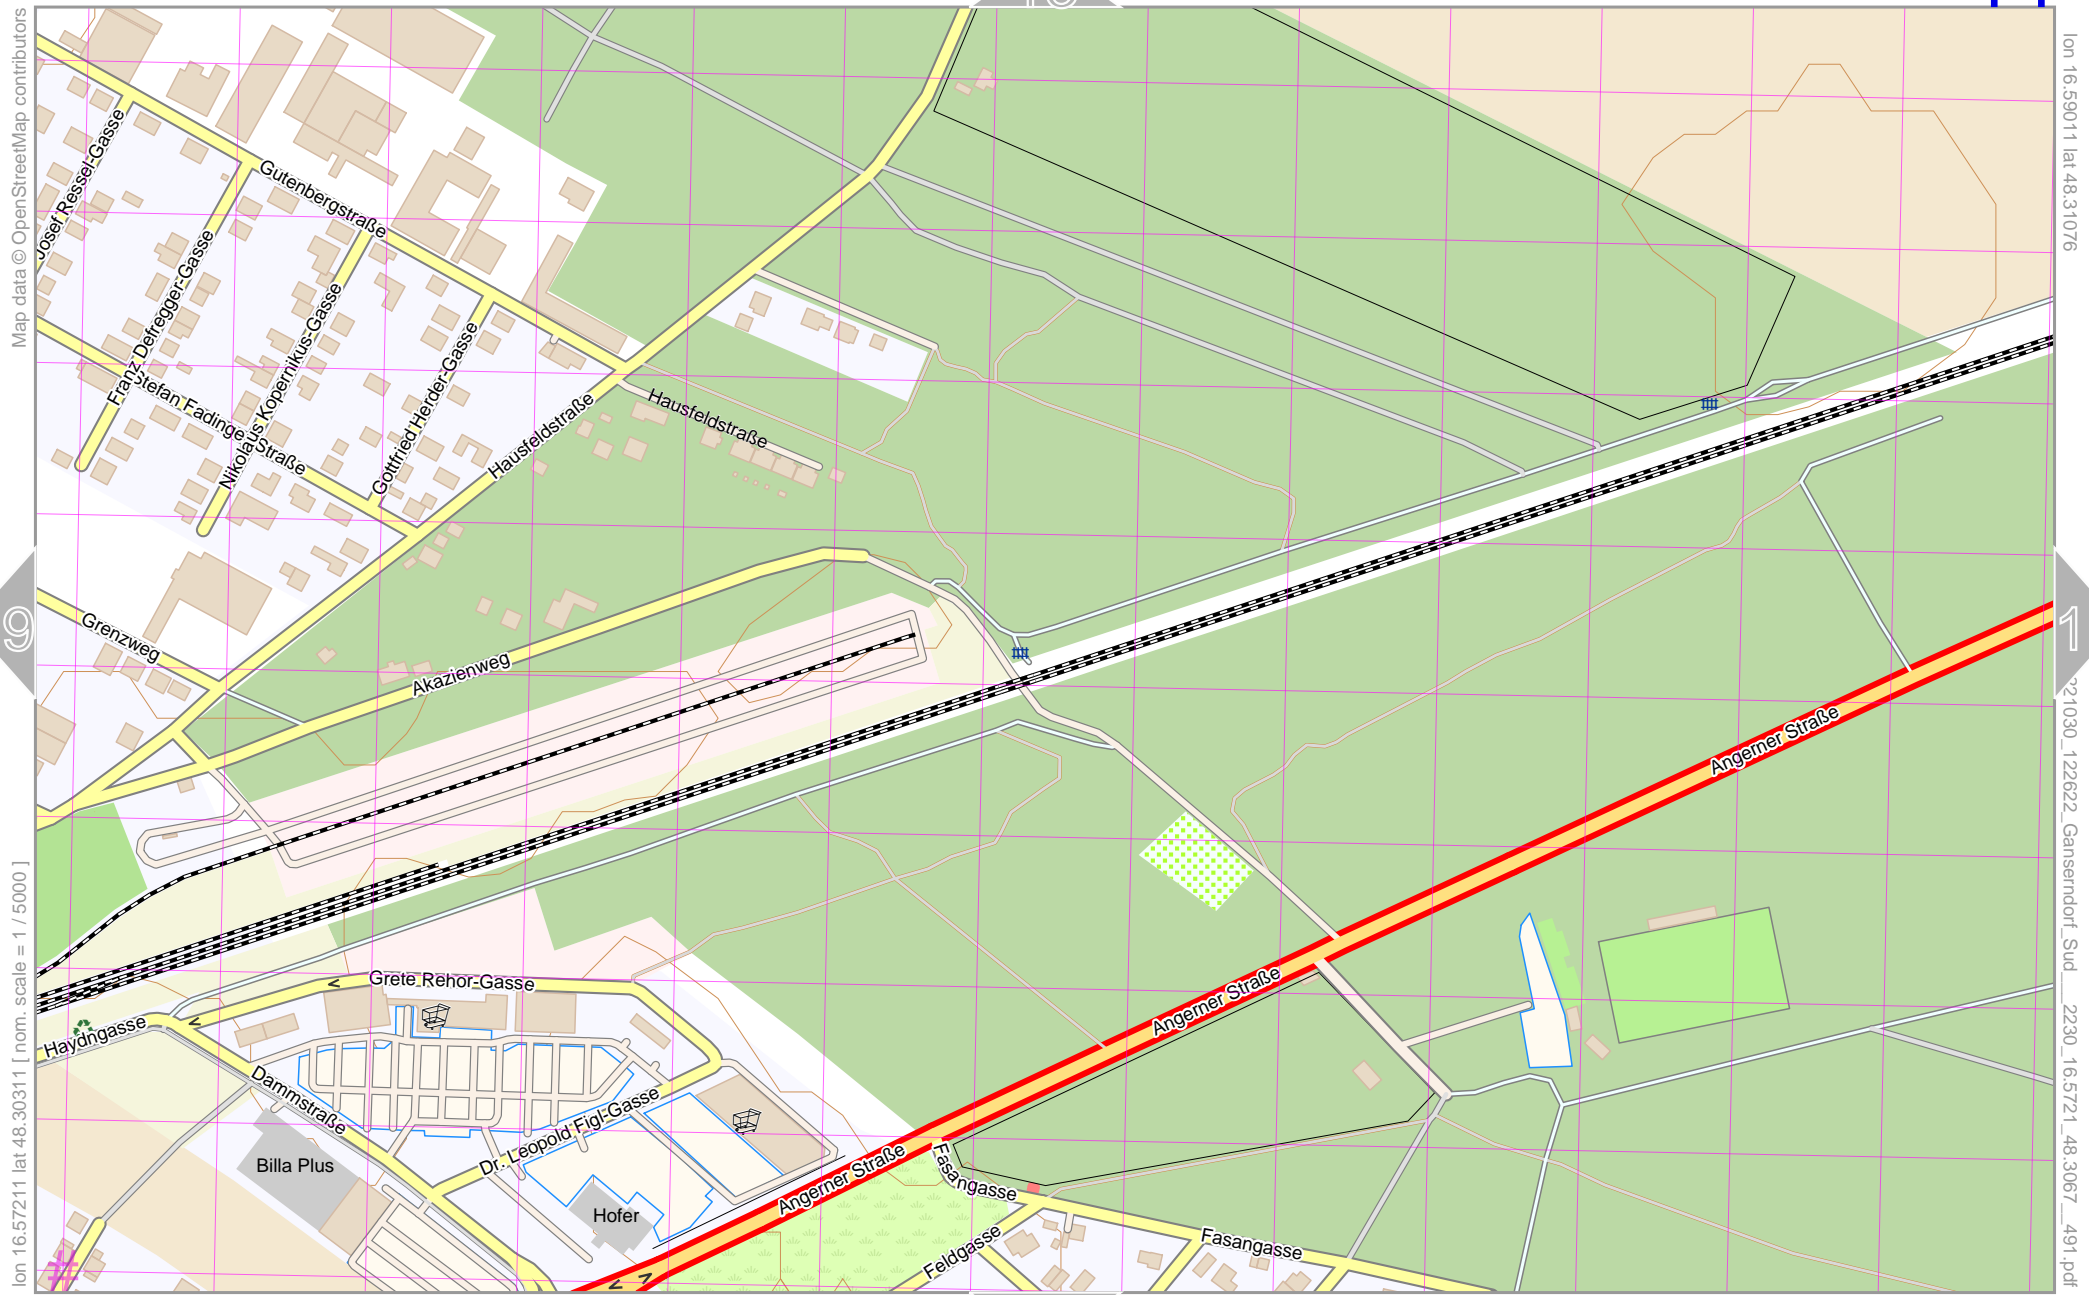 Map data © OpenStreetMap contributors
lon 16.59011 lat 48.31076
Josef Ressel-Gasse
Gutenbergstraße
Franz Defregger-Gasse
Nikolaus Kopernikus-Gasse
Stefan Fadinger-Straße
Gottfried Herder-Gasse
Hausfeldstraße
Hausfeldstraße
Grenzweg
9
1
Akazienweg
Angerner Straße
Grete Rehor-Gasse
Haydngasse
Angerner Straße
Dammstraße
Dr. Leopold Figl-Gasse
Billa Plus
Angerner Straße
Fasangasse
Hofer
Feldgasse
Fasangasse
lon 16.57211 lat 48.30311 [ nom. scale = 1 / 5000 ]